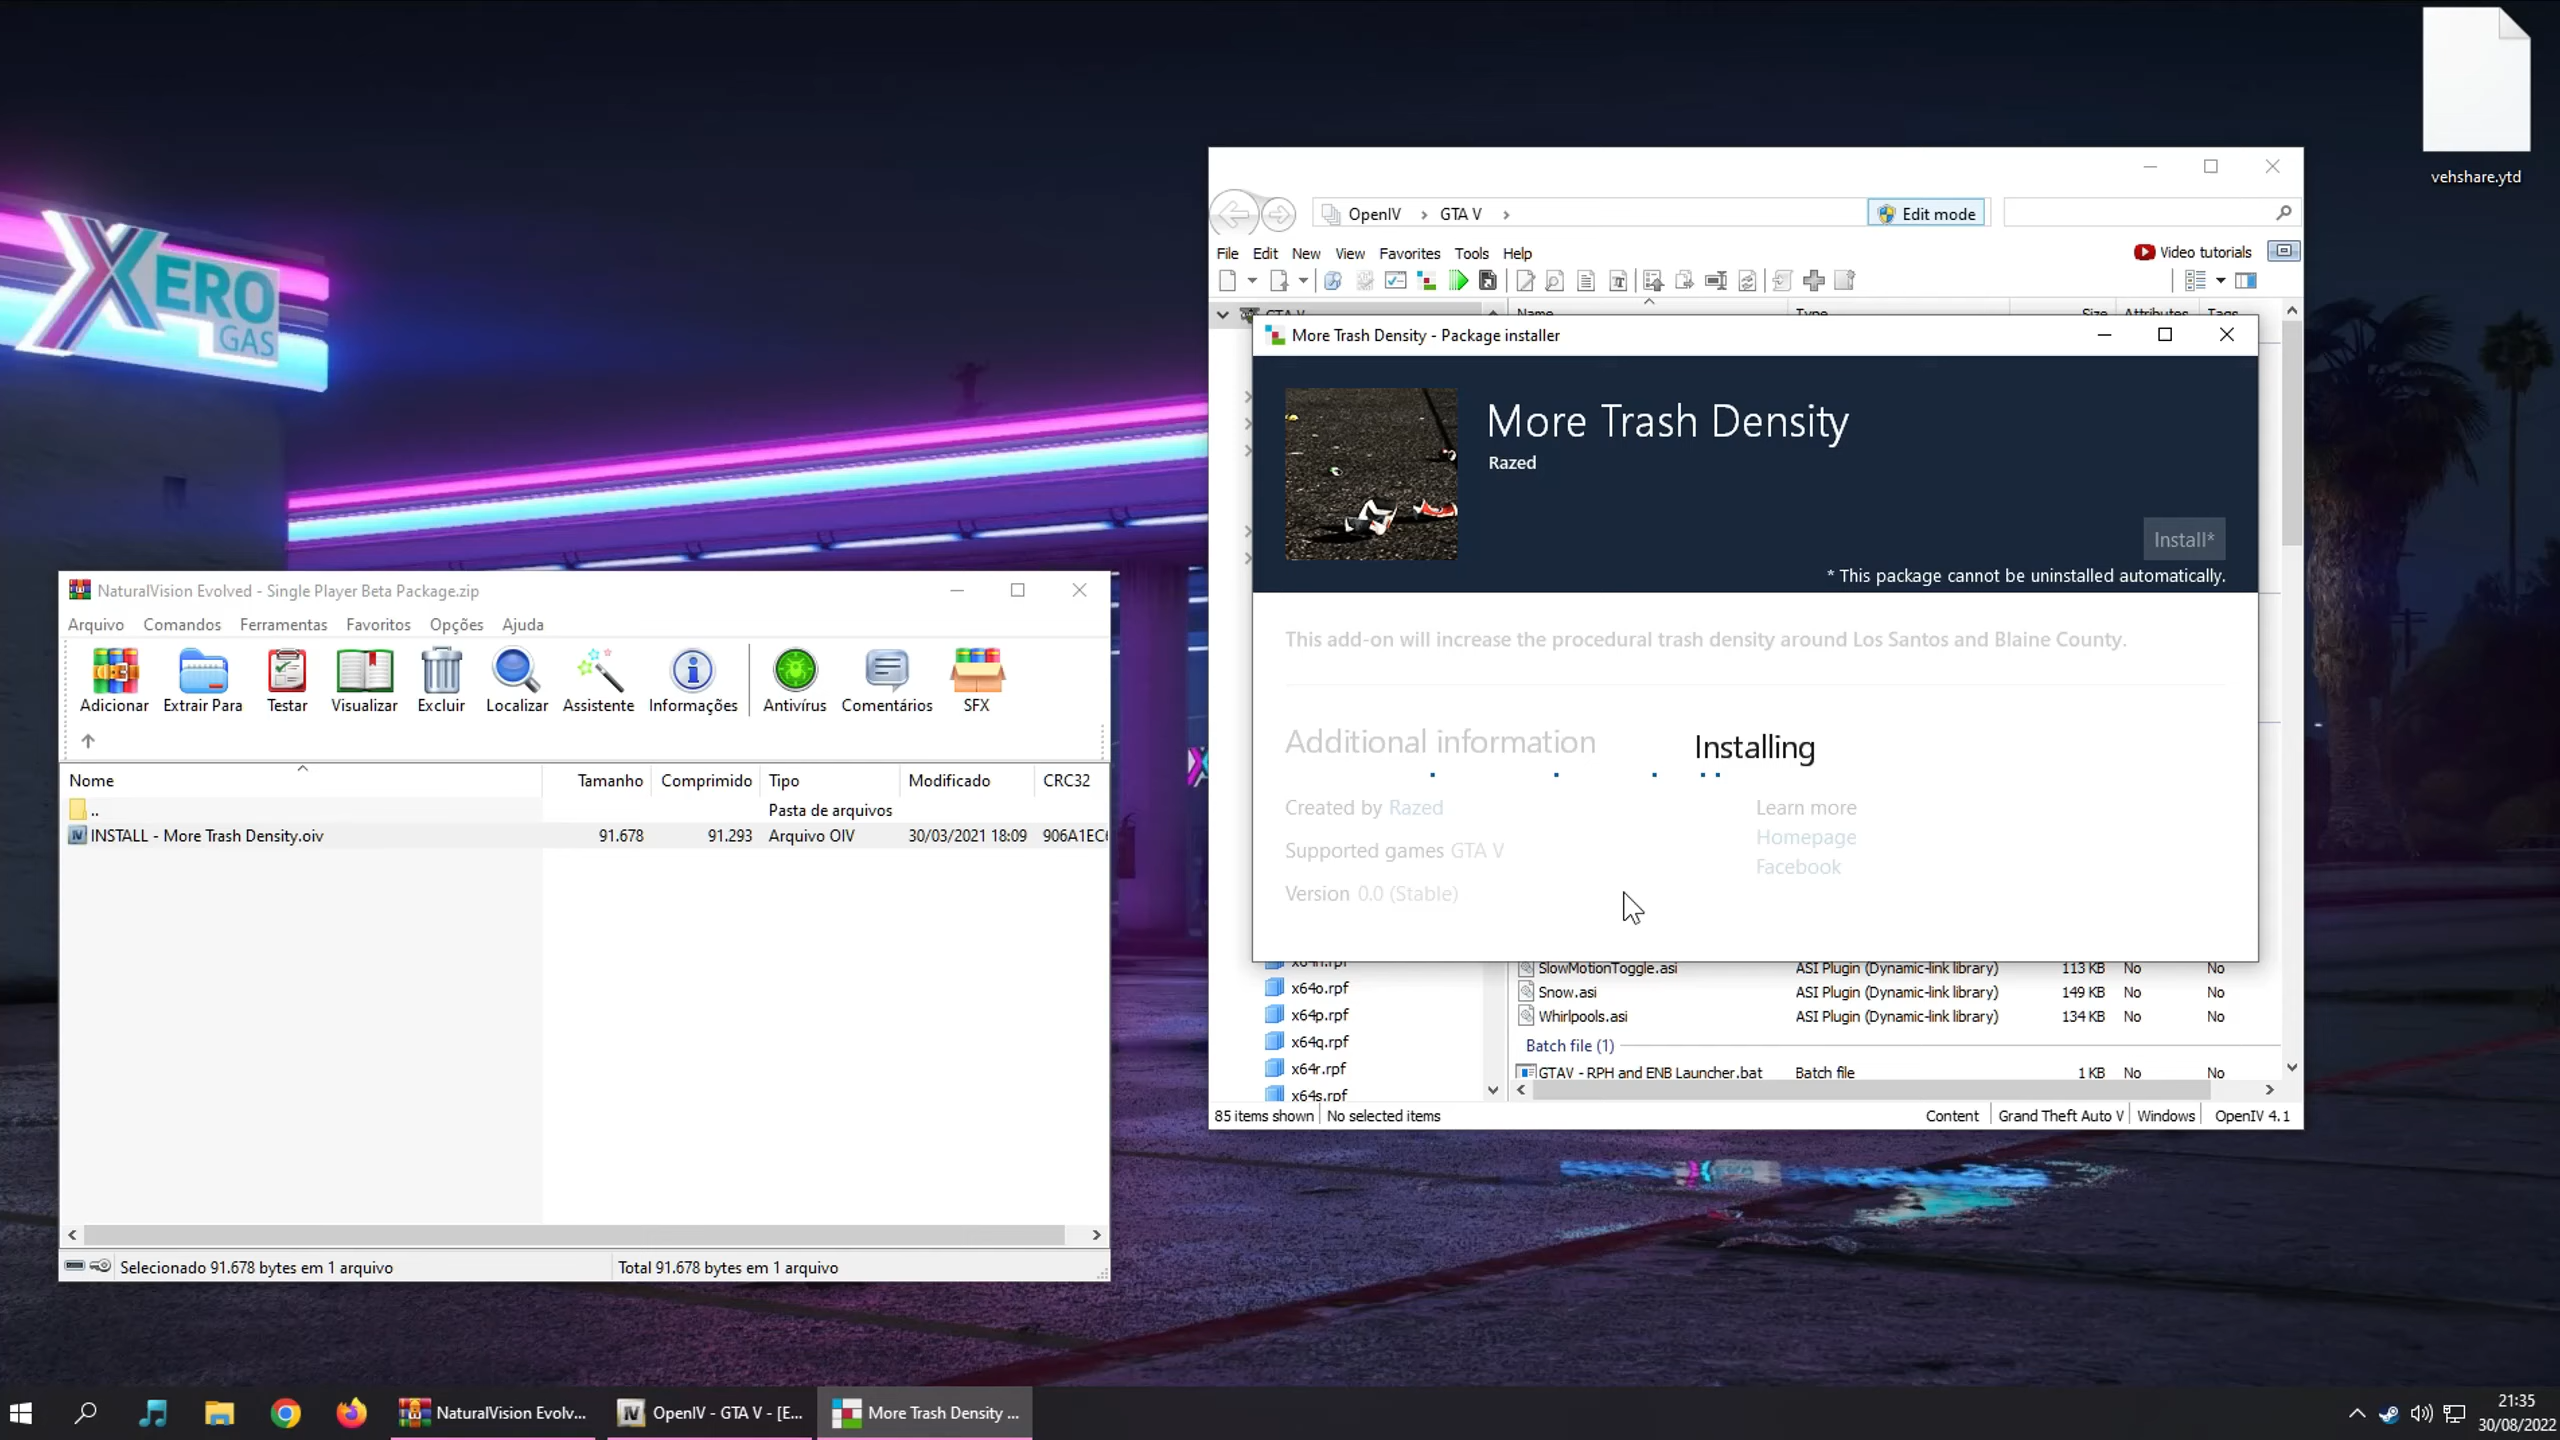 XERO
GAS
vehshare.ytd
OpenIV
GTA V
Edit mode
File
Edit
New
View
Favorites
Tools
Help
Video tutorials
GTA V
Name
Type
Size
Attributes
Tags
More Trash Density - Package installer
More Trash Density
Razed
Install*
* This package cannot be uninstalled automatically.
This add-on will increase the procedural trash density around Los Santos and Blaine County.
Additional information
Installing
Created by Razed
Learn more
Homepage
Supported games GTA V
Facebook
Version 0.0 (Stable)
x64n.rpf
x64o.rpf
x64p.rpf
x64q.rpf
x64r.rpf
x64s.rpf
SlowMotionToggle.asi ASI Plugin (Dynamic-link library) 113 KB No No
Snow.asi ASI Plugin (Dynamic-link library) 149 KB No No
Whirlpools.asi ASI Plugin (Dynamic-link library) 134 KB No No
Batch file (1)
GTAV - RPH and ENB Launcher.bat Batch file 1 KB No No
85 items shown No selected items
Content Grand Theft Auto V Windows OpenIV 4.1
NaturalVision Evolved - Single Player Beta Package.zip
Arquivo Comandos Ferramentas Favoritos Opções Ajuda
Adicionar Extrair Para Testar Visualizar Excluir Localizar Assistente Informações Antivírus Comentários SFX
Nome Tamanho Comprimido Tipo Modificado CRC32
.. Pasta de arquivos
INSTALL - More Trash Density.oiv 91.678 91.293 Arquivo OIV 30/03/2021 18:09 906A1EC
Selecionado 91.678 bytes em 1 arquivo
Total 91.678 bytes em 1 arquivo
NaturalVision Evolv...
OpenIV - GTA V - [E...
More Trash Density ...
21:35
30/08/2022